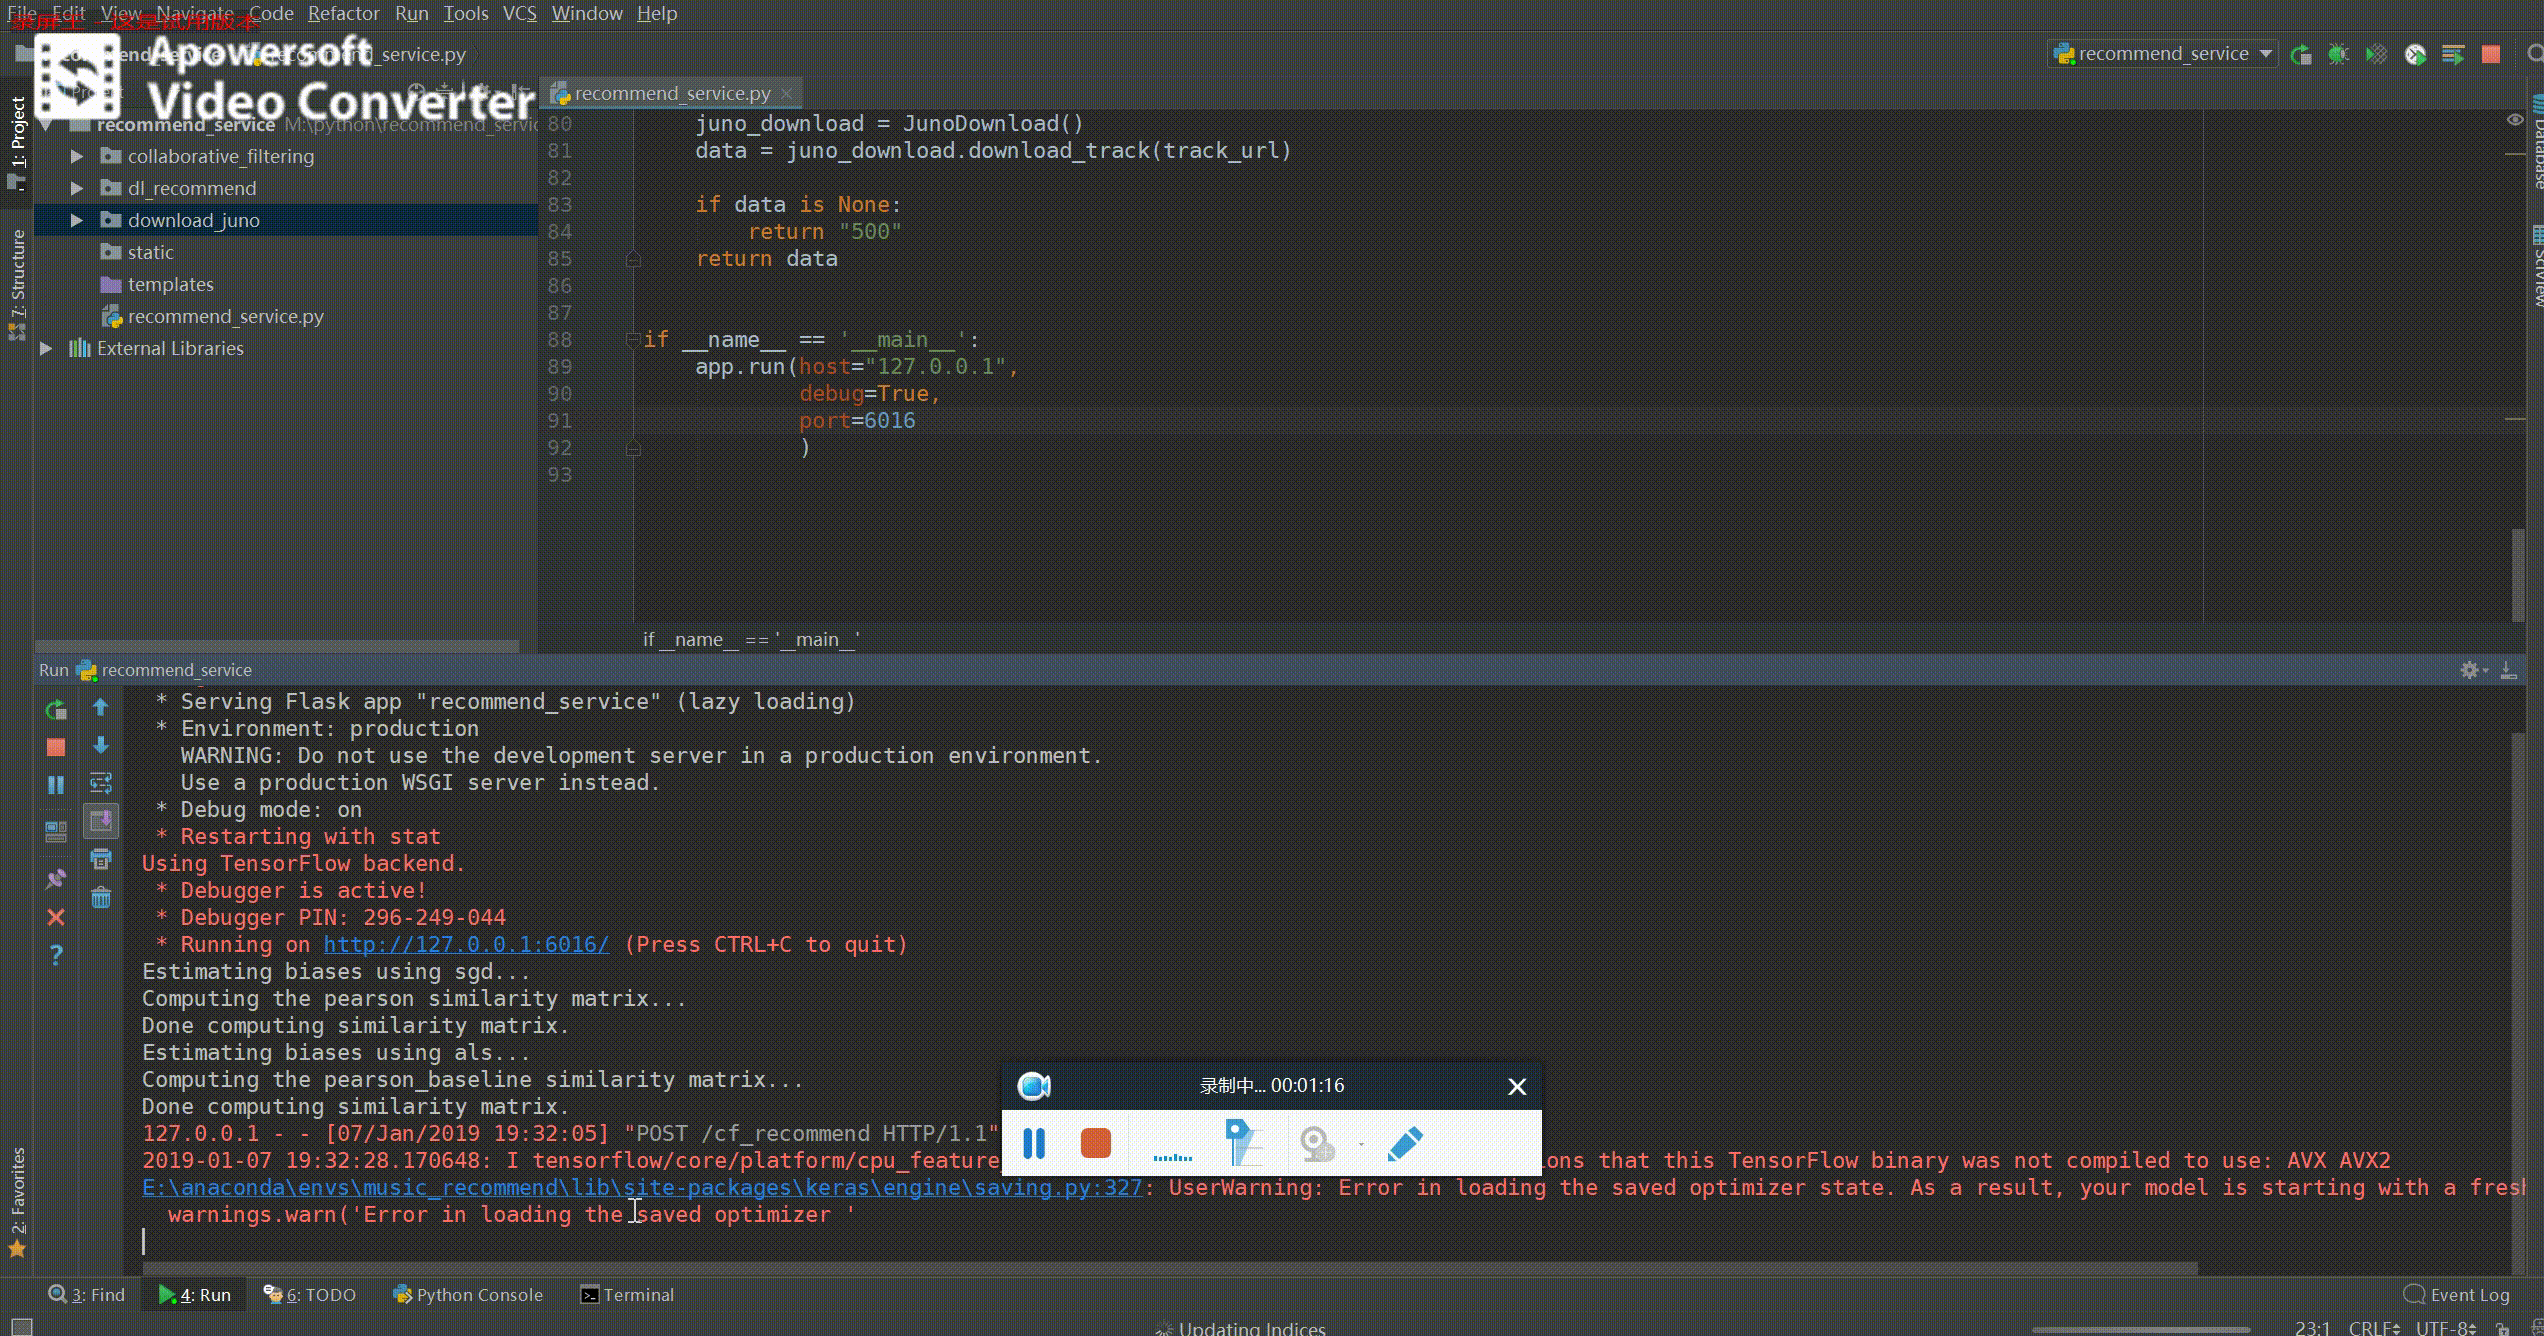 File Edit View Navigate Code Refactor Run Tools VCS Window Help
录屏王 - 这是试用版本
Apowersoft
Video Converter
recommend_service.py
recommend_service
1: Project
recommend_service M:\python\recommend_servic
collaborative_filtering
dl_recommend
download_juno
static
templates
recommend_service.py
External Libraries
7: Structure
2: Favorites
recommend_service.py
80 juno_download = JunoDownload()
81 data = juno_download.download_track(track_url)
82
83 if data is None:
84 return "500"
85 return data
86
87
88 if __name__ == '__main__':
89 app.run(host="127.0.0.1",
90 debug=True,
91 port=6016
92 )
93
if __name__ == '__main__'
Database
SciView
Run recommend_service
* Serving Flask app "recommend_service" (lazy loading)
* Environment: production
WARNING: Do not use the development server in a production environment.
Use a production WSGI server instead.
* Debug mode: on
* Restarting with stat
Using TensorFlow backend.
* Debugger is active!
* Debugger PIN: 296-249-044
* Running on http://127.0.0.1:6016/ (Press CTRL+C to quit)
Estimating biases using sgd...
Computing the pearson similarity matrix...
Done computing similarity matrix.
Estimating biases using als...
Computing the pearson_baseline similarity matrix...
Done computing similarity matrix.
127.0.0.1 - - [07/Jan/2019 19:32:05] "POST /cf_recommend HTTP/1.1"
2019-01-07 19:32:28.170648: I tensorflow/core/platform/cpu_feature ions that this TensorFlow binary was not compiled to use: AVX AVX2
E:\anaconda\envs\music_recommend\lib\site-packages\keras\engine\saving.py:327: UserWarning: Error in loading the saved optimizer state. As a result, your model is starting with a fresh
warnings.warn('Error in loading the saved optimizer '
录制中... 00:01:16
3: Find 4: Run 6: TODO Python Console Terminal Event Log
Updating Indices 23:1 CRLF UTF-8